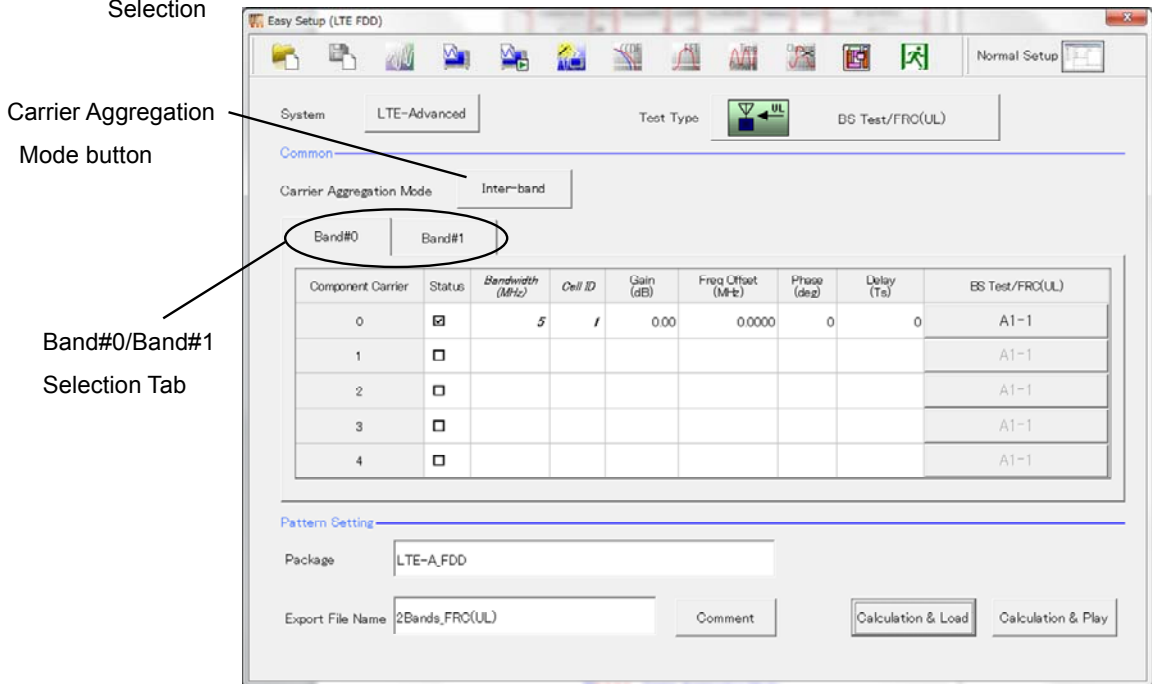 Selection
Easy Setup (LTE FDD)
Normal Setup
Carrier Aggregation
Mode button
System LTE-Advanced Test Type UL BS Test/FRC(UL)
Common
Carrier Aggregation Mode Inter-band
Band#0 Band#1
Component Carrier Status Bandwidth (MHz) Cell ID Gain (dB) Freq Offset (MHz) Phase (deg) Delay (Ts) BS Test/FRC(UL)
0 5 1 0.00 0.0000 0 0 A1-1
1 A1-1
2 A1-1
3 A1-1
4 A1-1
Band#0/Band#1
Selection Tab
Pattern Setting
Package LTE-A_FDD
Export File Name 2Bands_FRC(UL) Comment Calculation & Load Calculation & Play